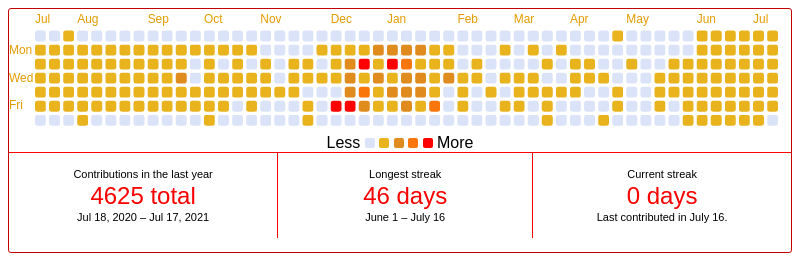 Jul Aug Sep Oct Nov Dec Jan Feb Mar Apr May Jun Jul
Mon
Wed
Fri
Less More
Contributions in the last year
4625 total
Jul 18, 2020 – Jul 17, 2021
Longest streak
46 days
June 1 – July 16
Current streak
0 days
Last contributed in July 16.